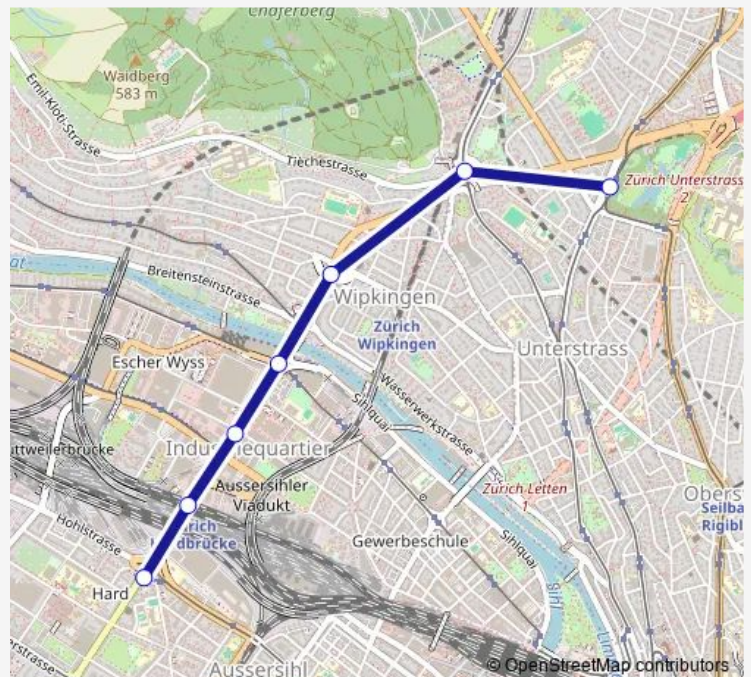 Chäferberg
Waidberg
583 m
Emil-Klöti-Strasse
Tièchestrasse
Zürich Unterstrass
2
Breitensteinstrasse
Wipkingen
Zürich
Wipkingen
Unterstrass
Escher Wyss
Wasserwerkstrasse
Sihlquai
Industriequartier
Aussersihler
Viadukt
Zürich Letten
1
Obers
Seilba
Rigibl
Hohlstrasse
Gewerbeschule
Sihlquai
Hard
Sihl
Aussersihl
© OpenStreetMap contributors